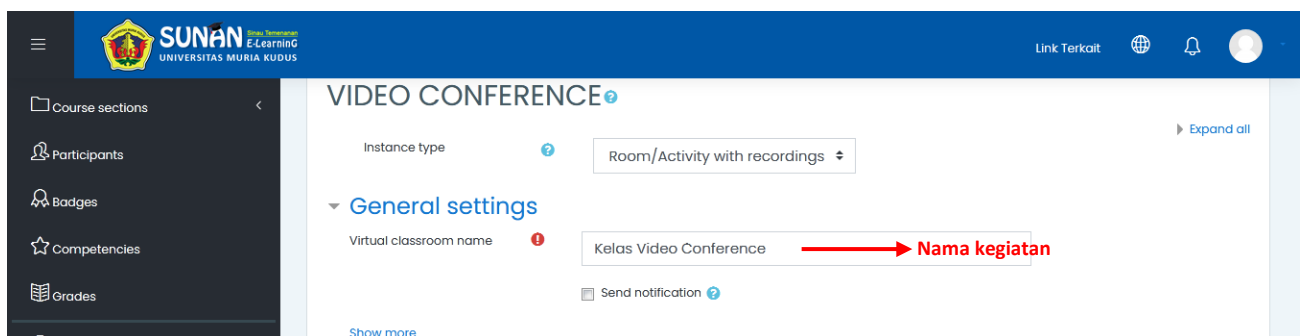 SUNAN Sinau Temenanan E-Learning
UNIVERSITAS MURIA KUDUS
Link Terkait
Course sections
Participants
Badges
Competencies
Grades
VIDEO CONFERENCE
Expand all
Instance type
Room/Activity with recordings
General settings
Virtual classroom name
Kelas Video Conference
Nama kegiatan
Send notification
Show more